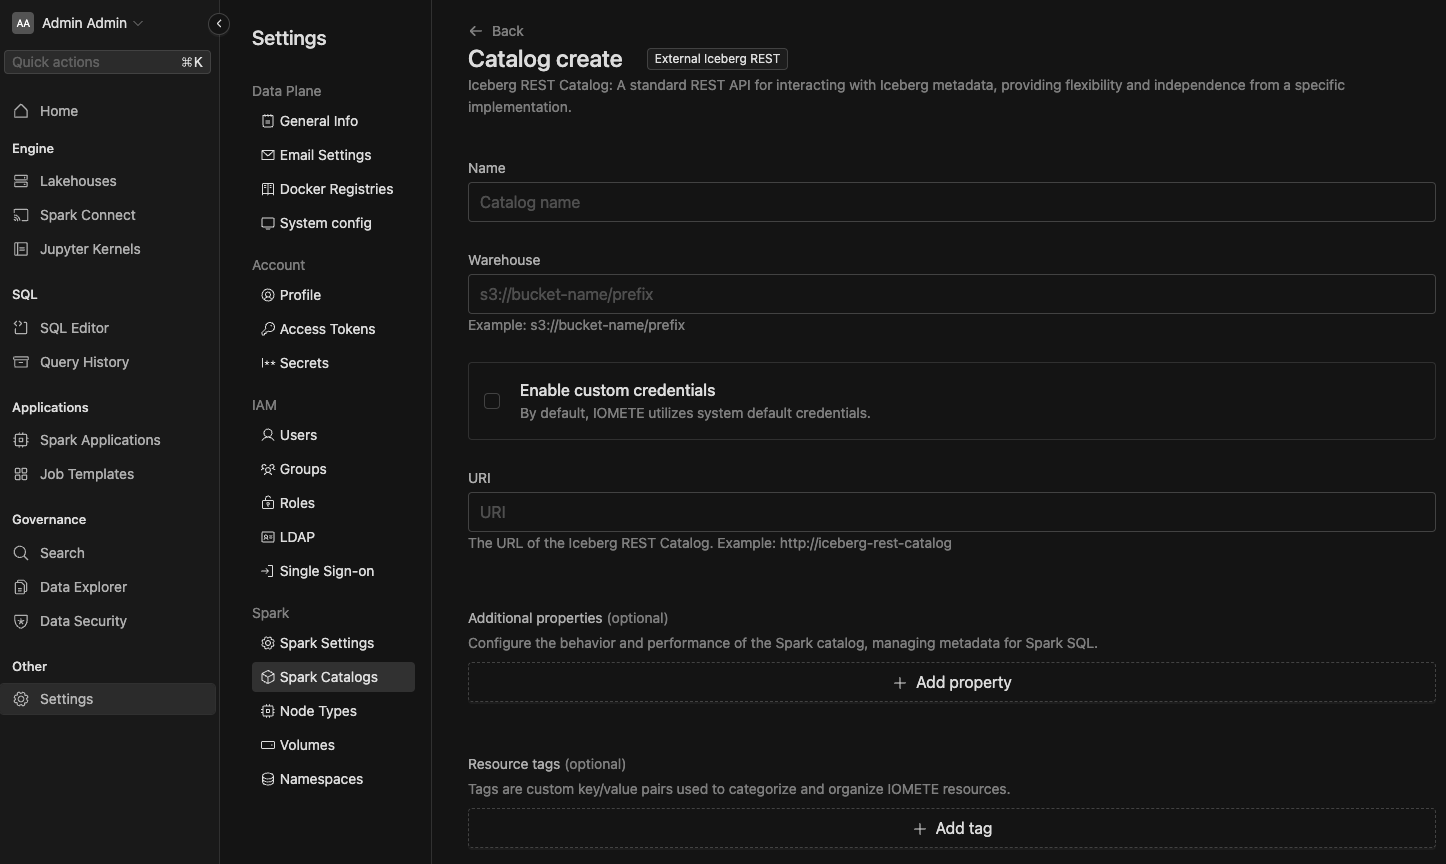 AA Admin Admin
Quick actions ⌘K
Home
Engine
Lakehouses
Spark Connect
Jupyter Kernels
SQL
SQL Editor
Query History
Applications
Spark Applications
Job Templates
Governance
Search
Data Explorer
Data Security
Other
Settings
Settings
Data Plane
General Info
Email Settings
Docker Registries
System config
Account
Profile
Access Tokens
Secrets
IAM
Users
Groups
Roles
LDAP
Single Sign-on
Spark
Spark Settings
Spark Catalogs
Node Types
Volumes
Namespaces
Back
Catalog create External Iceberg REST
Iceberg REST Catalog: A standard REST API for interacting with Iceberg metadata, providing flexibility and independence from a specific
implementation.
Name
Catalog name
Warehouse
s3://bucket-name/prefix
Example: s3://bucket-name/prefix
Enable custom credentials
By default, IOMETE utilizes system default credentials.
URI
URI
The URL of the Iceberg REST Catalog. Example: http://iceberg-rest-catalog
Additional properties (optional)
Configure the behavior and performance of the Spark catalog, managing metadata for Spark SQL.
Add property
Resource tags (optional)
Tags are custom key/value pairs used to categorize and organize IOMETE resources.
Add tag